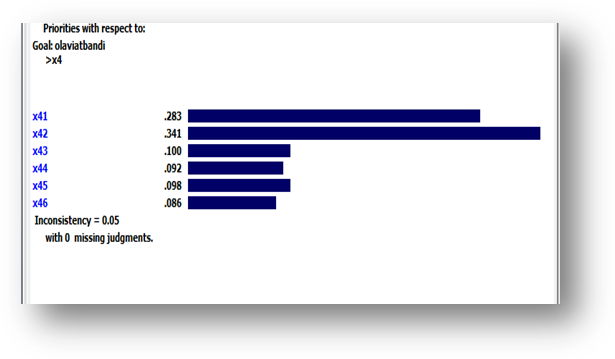 Priorities with respect to:
Goal: olaviatbandi
>x4
x41 .283
x42 .341
x43 .100
x44 .092
x45 .098
x46 .086
Inconsistency = 0.05
with 0 missing judgments.